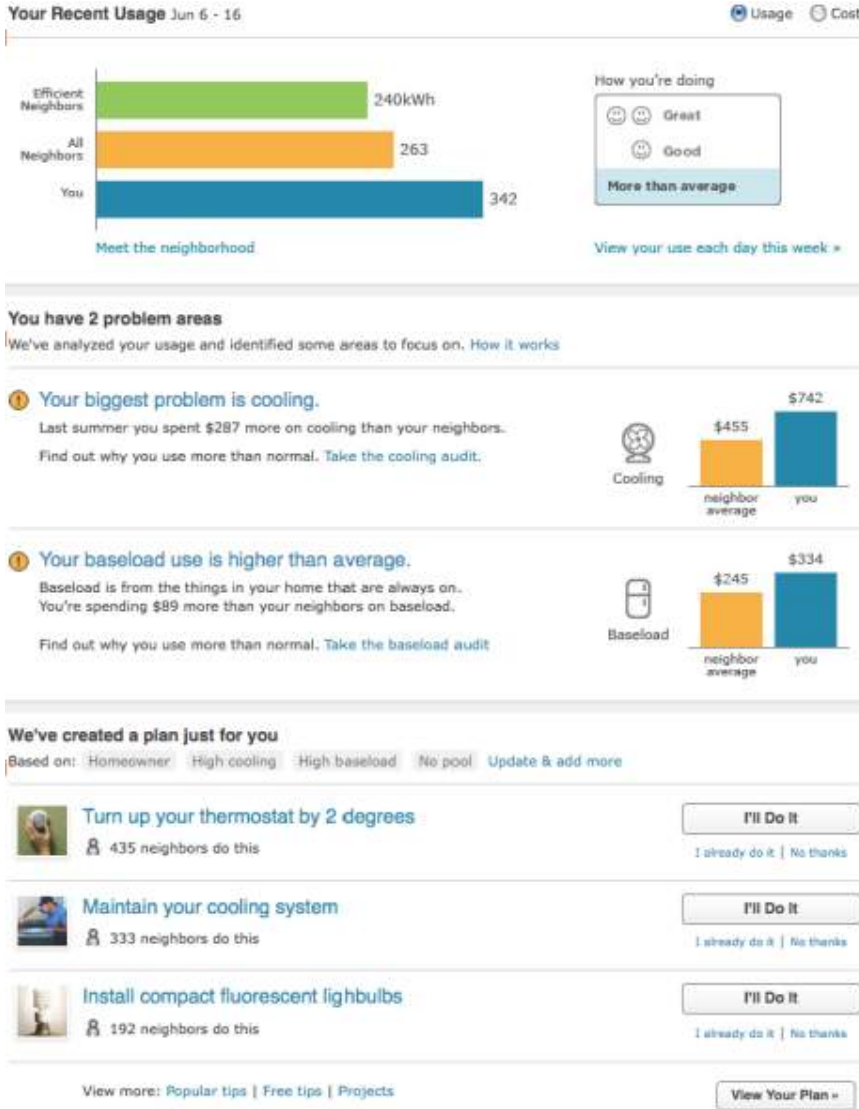 Your Recent Usage Jun 6 - 16
Usage Cost
Efficient
Neighbors
240kWh
All
Neighbors
263
You
342
Meet the neighborhood
How you're doing
Great
Good
More than average
View your use each day this week »
You have 2 problem areas
We've analyzed your usage and identified some areas to focus on. How it works
Your biggest problem is cooling.
Last summer you spent $287 more on cooling than your neighbors.
Find out why you use more than normal. Take the cooling audit.
Cooling
$455
$742
neighbor
average
you
Your baseload use is higher than average.
Baseload is from the things in your home that are always on.
You're spending $89 more than your neighbors on baseload.
Find out why you use more than normal. Take the baseload audit
Baseload
$245
$334
neighbor
average
you
We've created a plan just for you
Based on: Homeowner High cooling High baseload No pool Update & add more
Turn up your thermostat by 2 degrees
435 neighbors do this
I'll Do It
I already do it | No thanks
Maintain your cooling system
333 neighbors do this
I'll Do It
I already do it | No thanks
Install compact fluorescent lighbulbs
192 neighbors do this
I'll Do It
I already do it | No thanks
View more: Popular tips | Free tips | Projects
View Your Plan »